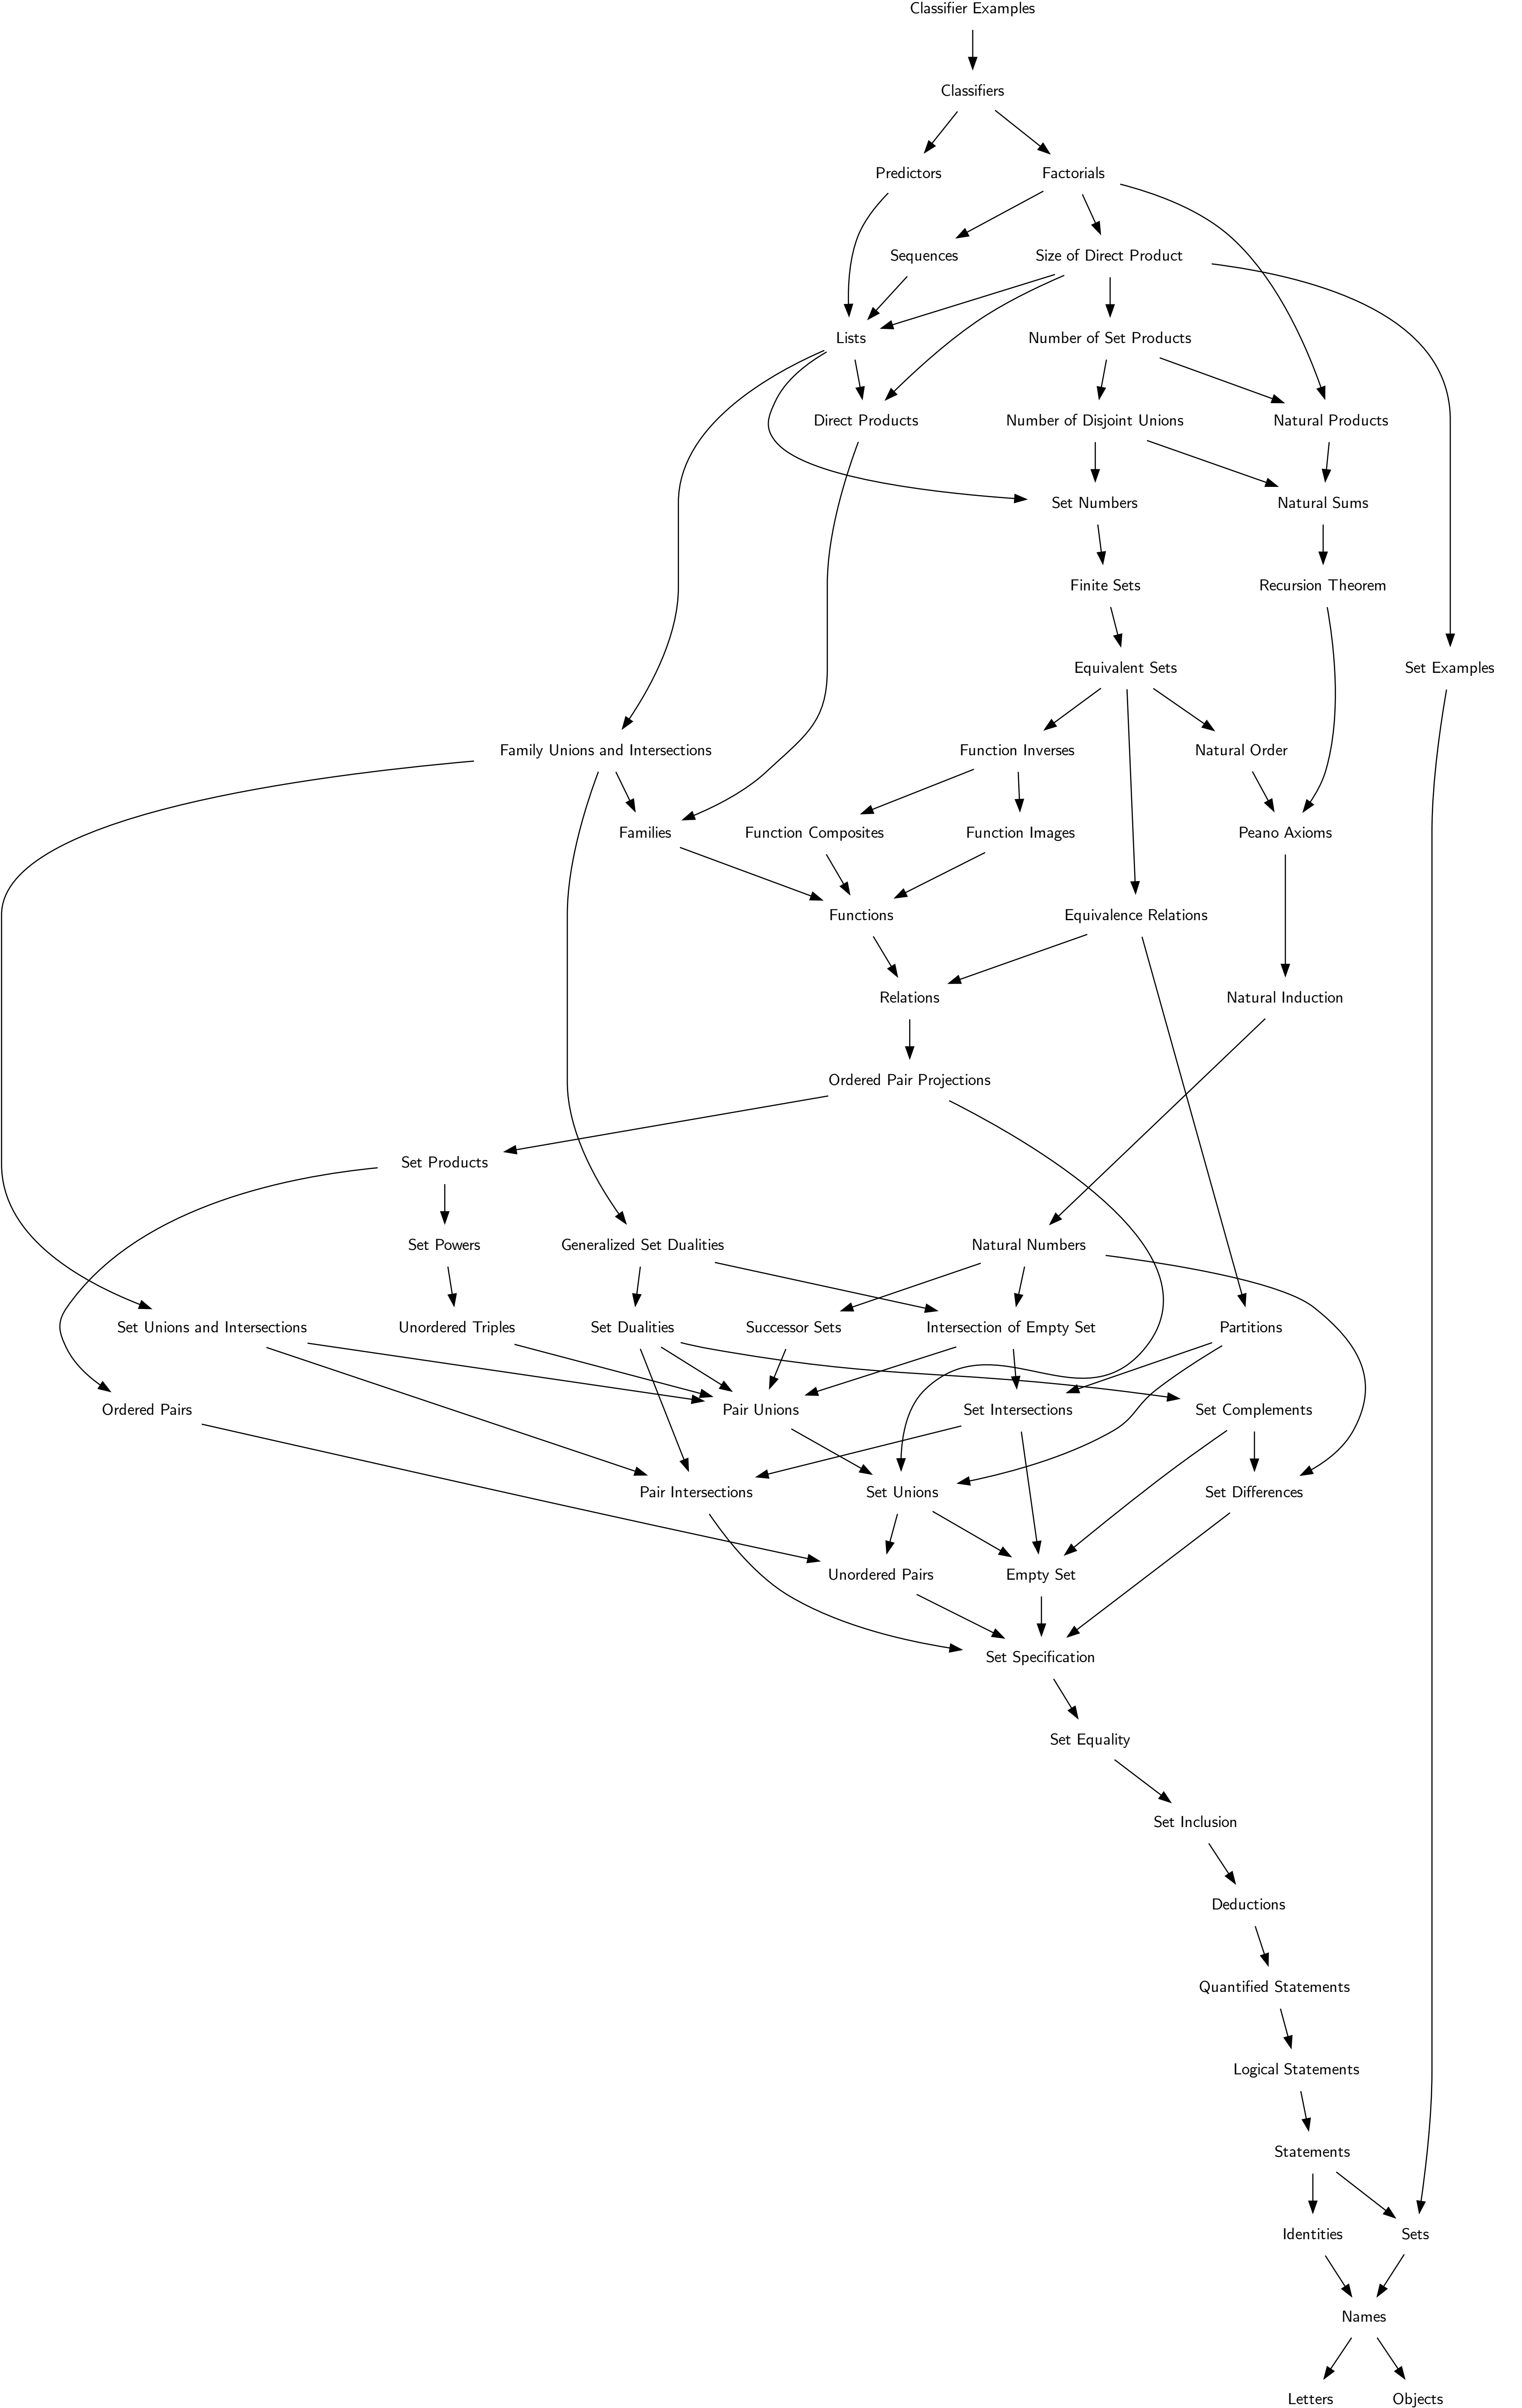 Classifier Examples
Classifiers
Predictors
Factorials
Sequences
Size of Direct Product
Lists
Number of Set Products
Direct Products
Number of Disjoint Unions
Natural Products
Set Numbers
Natural Sums
Finite Sets
Recursion Theorem
Equivalent Sets
Set Examples
Family Unions and Intersections
Function Inverses
Natural Order
Families
Function Composites
Function Images
Peano Axioms
Functions
Equivalence Relations
Relations
Natural Induction
Ordered Pair Projections
Set Products
Set Powers
Generalized Set Dualities
Natural Numbers
Set Unions and Intersections
Unordered Triples
Set Dualities
Successor Sets
Intersection of Empty Set
Partitions
Ordered Pairs
Pair Unions
Set Intersections
Set Complements
Pair Intersections
Set Unions
Set Differences
Unordered Pairs
Empty Set
Set Specification
Set Equality
Set Inclusion
Deductions
Quantified Statements
Logical Statements
Statements
Identities
Sets
Names
Letters
Objects